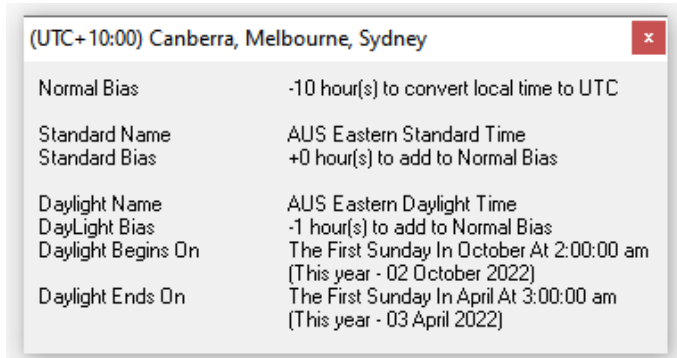 (UTC+10:00) Canberra, Melbourne, Sydney
x
Normal Bias -10 hour(s) to convert local time to UTC
Standard Name AUS Eastern Standard Time
Standard Bias +0 hour(s) to add to Normal Bias
Daylight Name AUS Eastern Daylight Time
DayLight Bias -1 hour(s) to add to Normal Bias
Daylight Begins On The First Sunday In October At 2:00:00 am
(This year - 02 October 2022)
Daylight Ends On The First Sunday In April At 3:00:00 am
(This year - 03 April 2022)